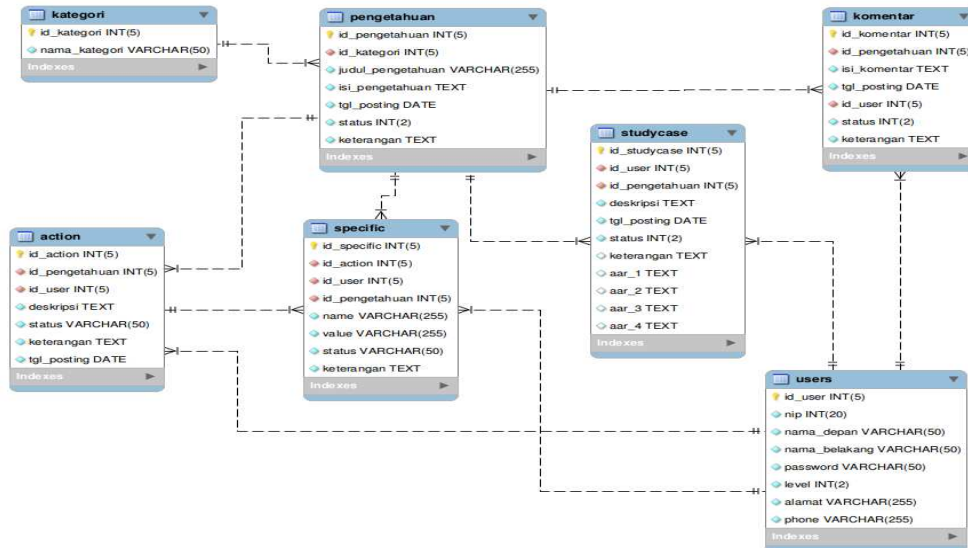 kategori
id_kategori INT(5)
nama_kategori VARCHAR(50)
Indexes
pengetahuan
id_pengetahuan INT(5)
id_kategori INT(5)
judul_pengetahuan VARCHAR(255)
isi_pengetahuan TEXT
tgl_posting DATE
status INT(2)
keterangan TEXT
Indexes
komentar
id_komentar INT(5)
id_pengetahuan INT(5)
isi_komentar TEXT
tgl_posting DATE
id_user INT(5)
status INT(2)
keterangan TEXT
Indexes
studycase
id_studycase INT(5)
id_user INT(5)
id_pengetahuan INT(5)
deskripsi TEXT
tgl_posting DATE
status INT(2)
keterangan TEXT
aar_1 TEXT
aar_2 TEXT
aar_3 TEXT
aar_4 TEXT
Indexes
action
id_action INT(5)
id_pengetahuan INT(5)
id_user INT(5)
deskripsi TEXT
status VARCHAR(50)
keterangan TEXT
tgl_posting DATE
Indexes
specific
id_specific INT(5)
id_action INT(5)
id_user INT(5)
id_pengetahuan INT(5)
name VARCHAR(255)
value VARCHAR(255)
status VARCHAR(50)
keterangan TEXT
Indexes
users
id_user INT(5)
nip INT(20)
nama_depan VARCHAR(50)
nama_belakang VARCHAR(50)
password VARCHAR(50)
level INT(2)
alamat VARCHAR(255)
phone VARCHAR(255)
Indexes